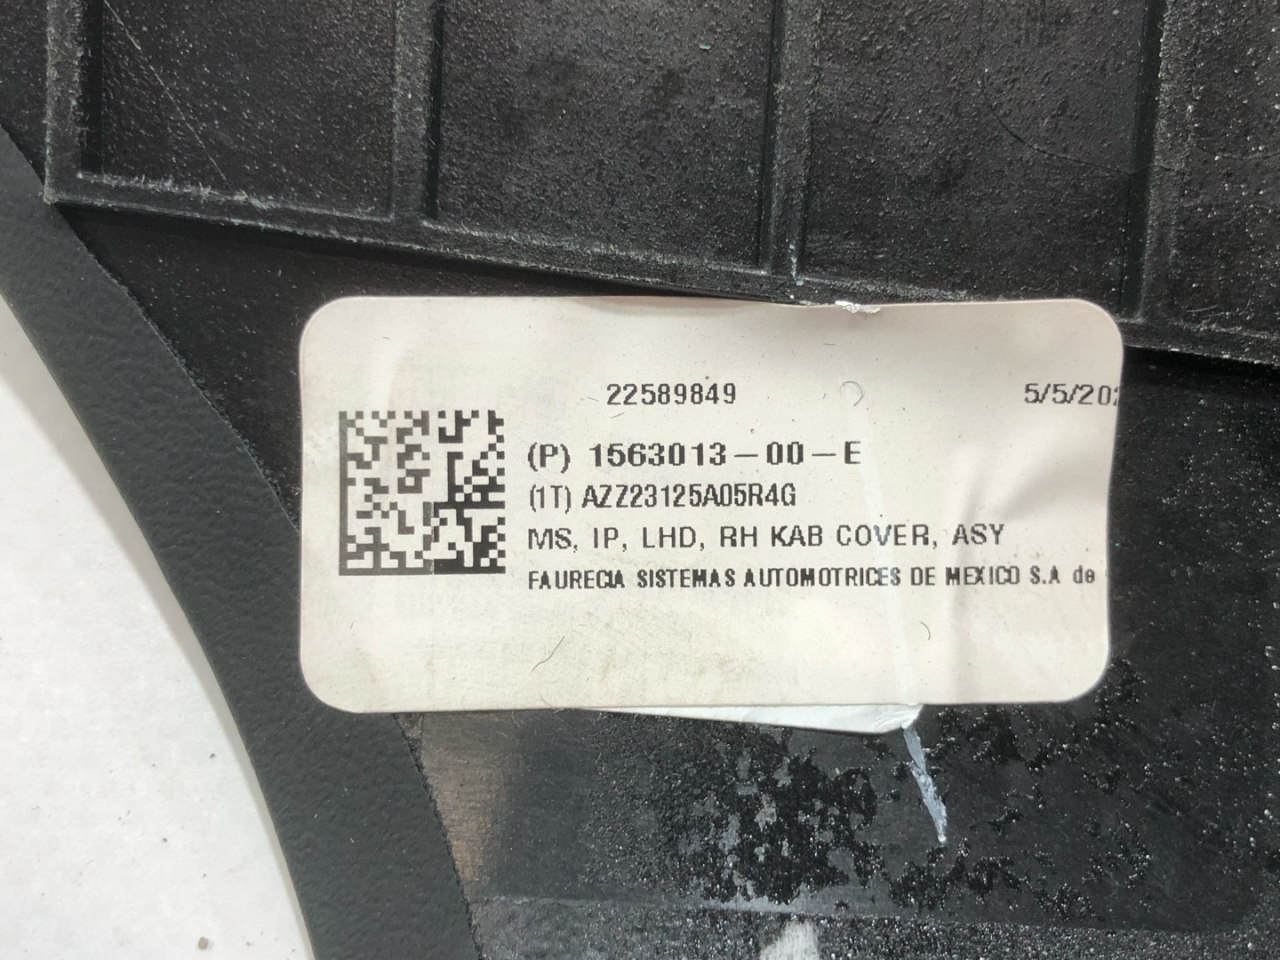 22589849 5/5/202
(P) 1563013-00-E
(1T) AZZ23125A05R4G
MS, IP, LHD, RH KAB COVER, ASY
FAURECIA SISTEMAS AUTOMOTRICES DE MEXICO S.A de